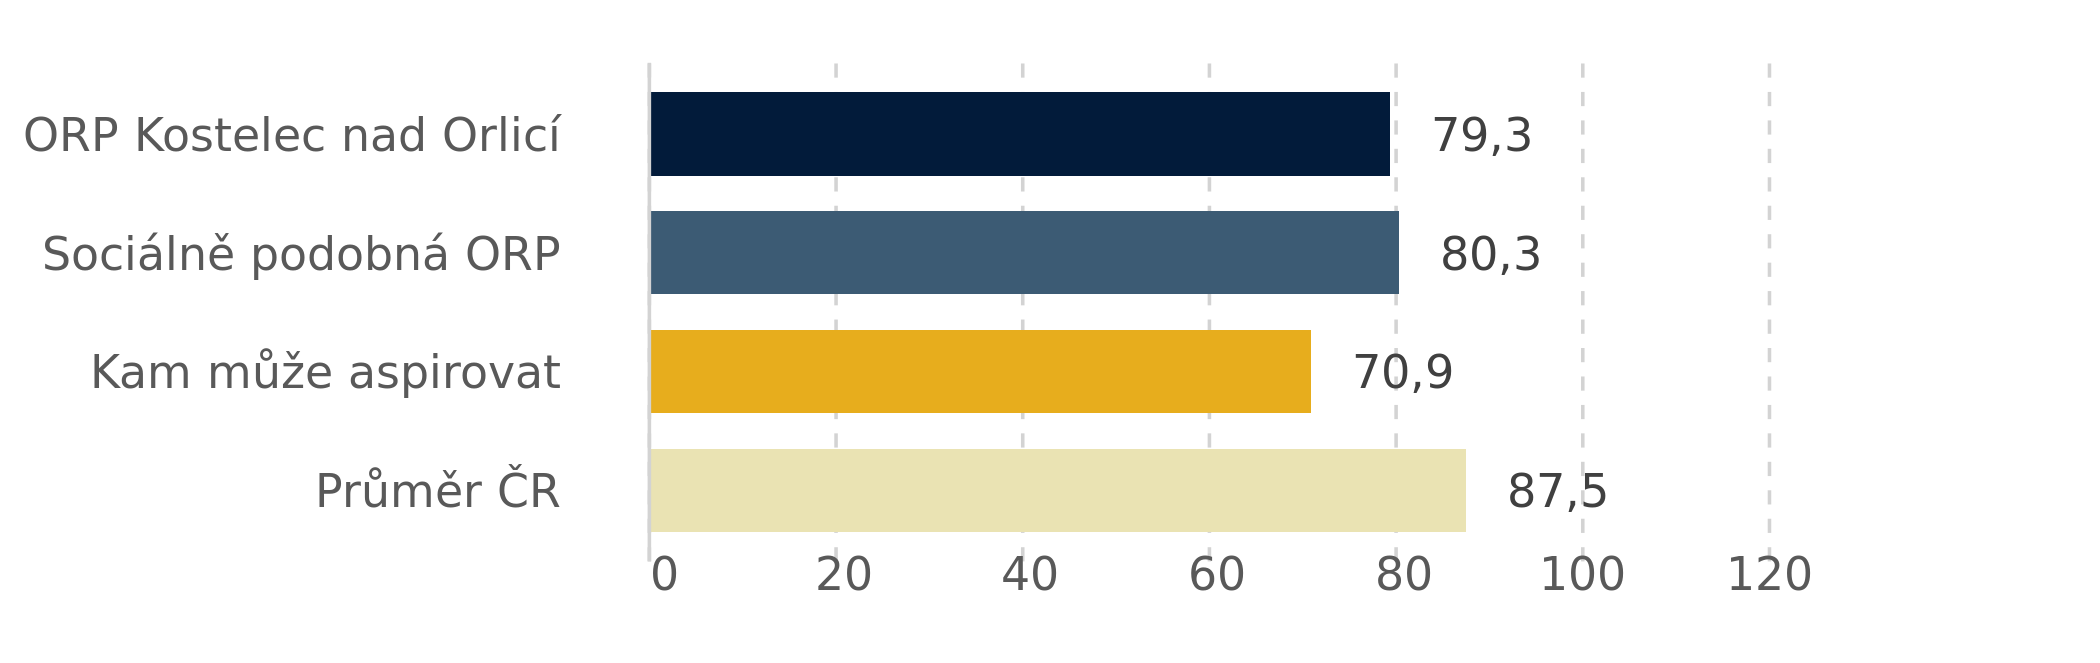 ORP Kostelec nad Orlicí 79,3
Sociálně podobná ORP 80,3
Kam může aspirovat 70,9
Průměr ČR 87,5
0 20 40 60 80 100 120